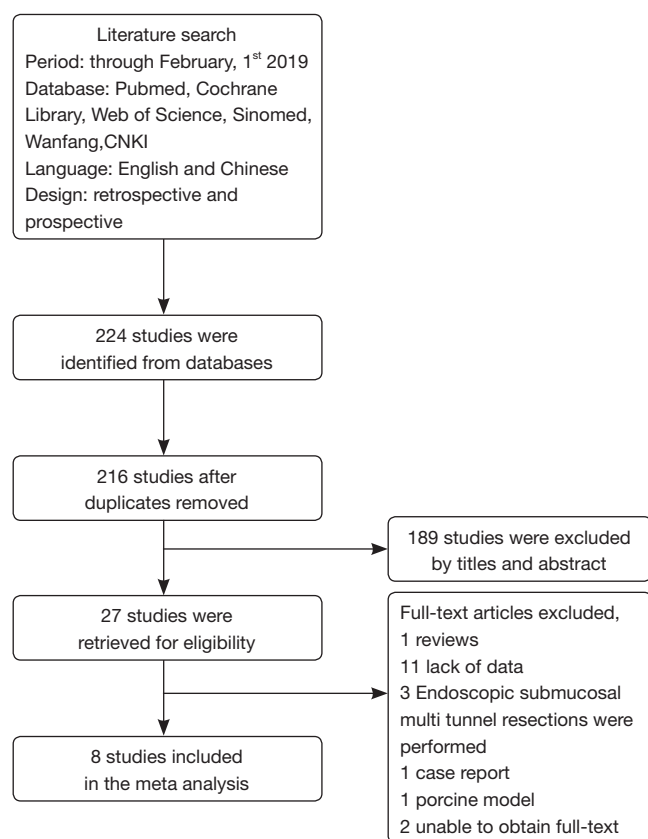 Literature search
Period: through February, 1st 2019
Database: Pubmed, Cochrane
Library, Web of Science, Sinomed,
Wanfang,CNKI
Language: English and Chinese
Design: retrospective and
prospective
224 studies were
identified from databases
216 studies after
duplicates removed
189 studies were excluded
by titles and abstract
27 studies were
retrieved for eligibility
Full-text articles excluded,
1 reviews
11 lack of data
3 Endoscopic submucosal
multi tunnel resections were
performed
1 case report
1 porcine model
2 unable to obtain full-text
8 studies included
in the meta analysis